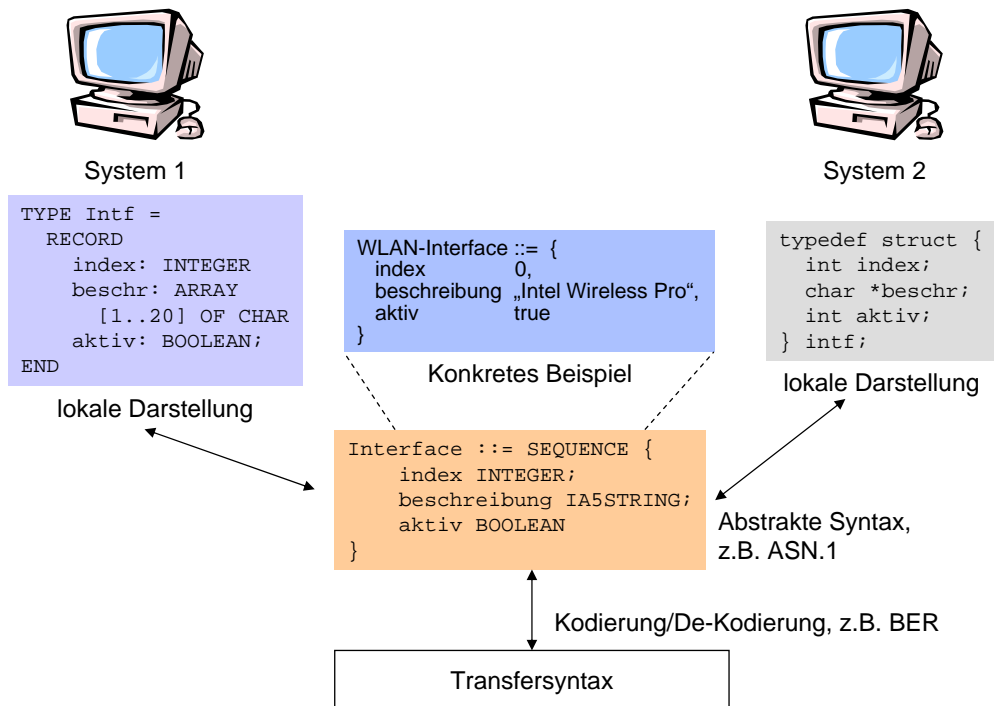 System 1
System 2
TYPE Intf =
RECORD
index: INTEGER
beschr: ARRAY
[1..20] OF CHAR
aktiv: BOOLEAN;
END
lokale Darstellung
WLAN-Interface ::= {
index 0,
beschreibung „Intel Wireless Pro“,
aktiv true
}
Konkretes Beispiel
typedef struct {
int index;
char *beschr;
int aktiv;
} intf;
lokale Darstellung
Interface ::= SEQUENCE {
index INTEGER;
beschreibung IA5STRING;
aktiv BOOLEAN
}
Abstrakte Syntax,
z.B. ASN.1
Kodierung/De-Kodierung, z.B. BER
Transfersyntax